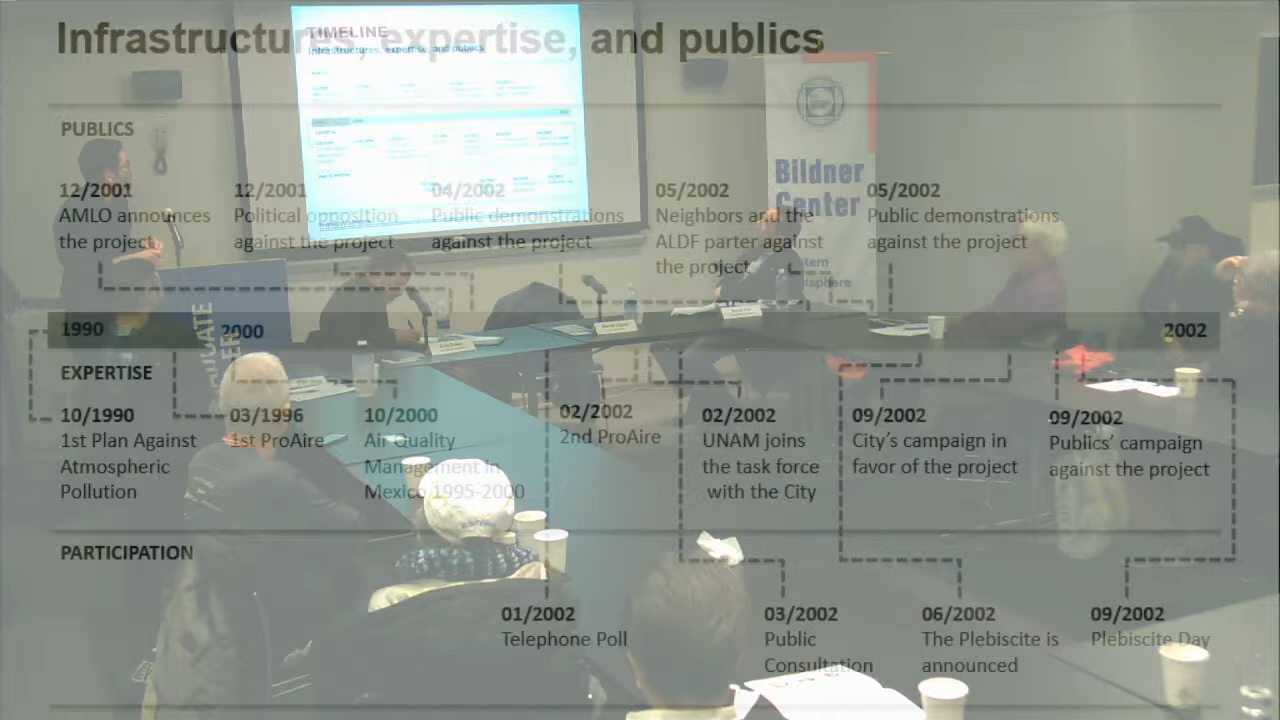 Infrastructures, expertise, and publics
TIMELINE
Infrastructures, expertise, and publics
PUBLICS
12/2001
AMLO announces
the project
12/2001
Political opposition
against the project
04/2002
Public demonstrations
against the project
05/2002
Neighbors and the
ALDF parter against
the project
05/2002
Public demonstrations
against the project
Bildner
Center
1990
2000
2002
EXPERTISE
10/1990
1st Plan Against
Atmospheric
Pollution
03/1996
1st ProAire
10/2000
Air Quality
Management in
Mexico 1995-2000
02/2002
2nd ProAire
02/2002
UNAM joins
the task force
with the City
09/2002
City's campaign in
favor of the project
09/2002
Publics' campaign
against the project
PARTICIPATION
01/2002
Telephone Poll
03/2002
Public
Consultation
06/2002
The Plebiscite is
announced
09/2002
Plebiscite Day